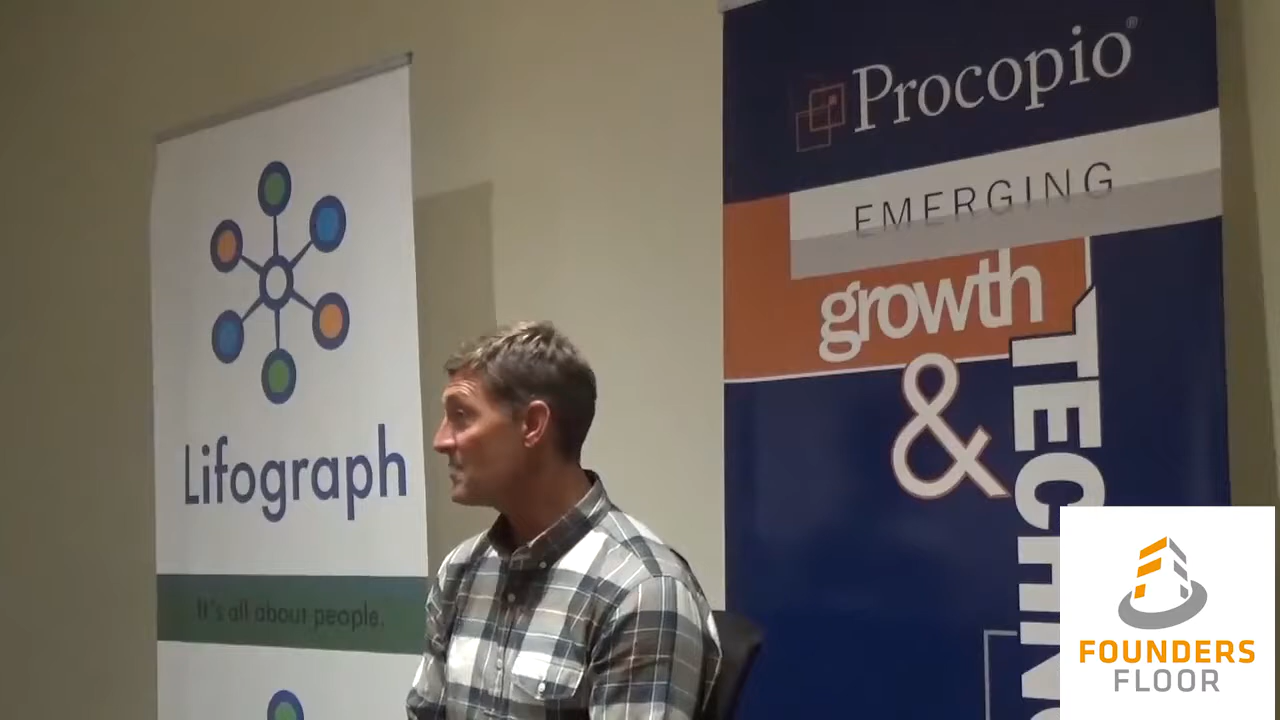 Lifograph
It's all about people.
Procopio®
EMERGING
growth
&
TECHN
FOUNDERS
FLOOR